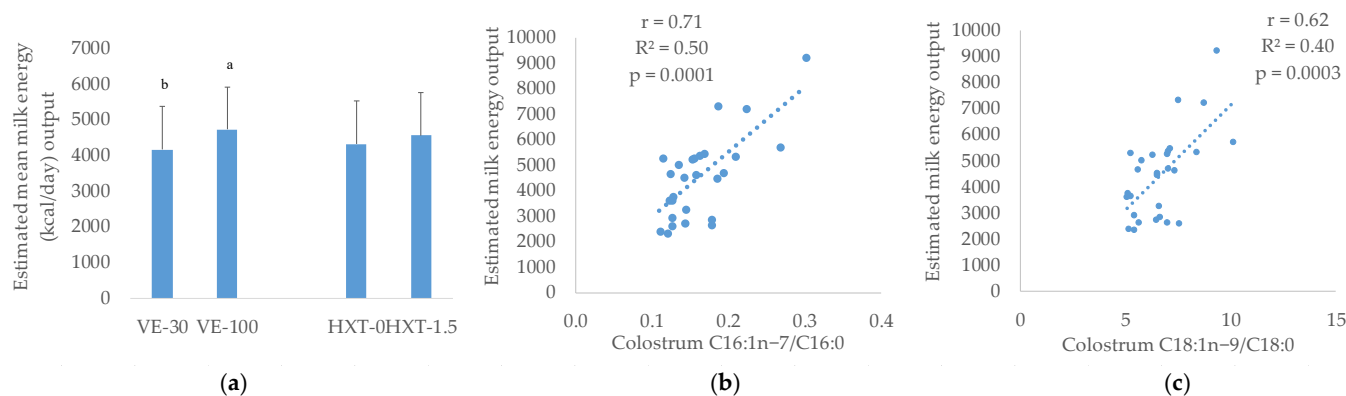 Estimated mean milk energy
(kcal/day) output
7000
6000
5000
4000
3000
2000
1000
0
b
a
VE-30 VE-100
HXT-0HXT-1.5
(a)
r = 0.71
R² = 0.50
p = 0.0001
Estimated milk energy output
10000
9000
8000
7000
6000
5000
4000
3000
2000
1000
0
0.0 0.1 0.2 0.3 0.4
Colostrum C16:1n−7/C16:0
(b)
r = 0.62
R² = 0.40
p = 0.0003
Estimated milk energy output
10000
9000
8000
7000
6000
5000
4000
3000
2000
1000
0
0 5 10 15
Colostrum C18:1n−9/C18:0
(c)